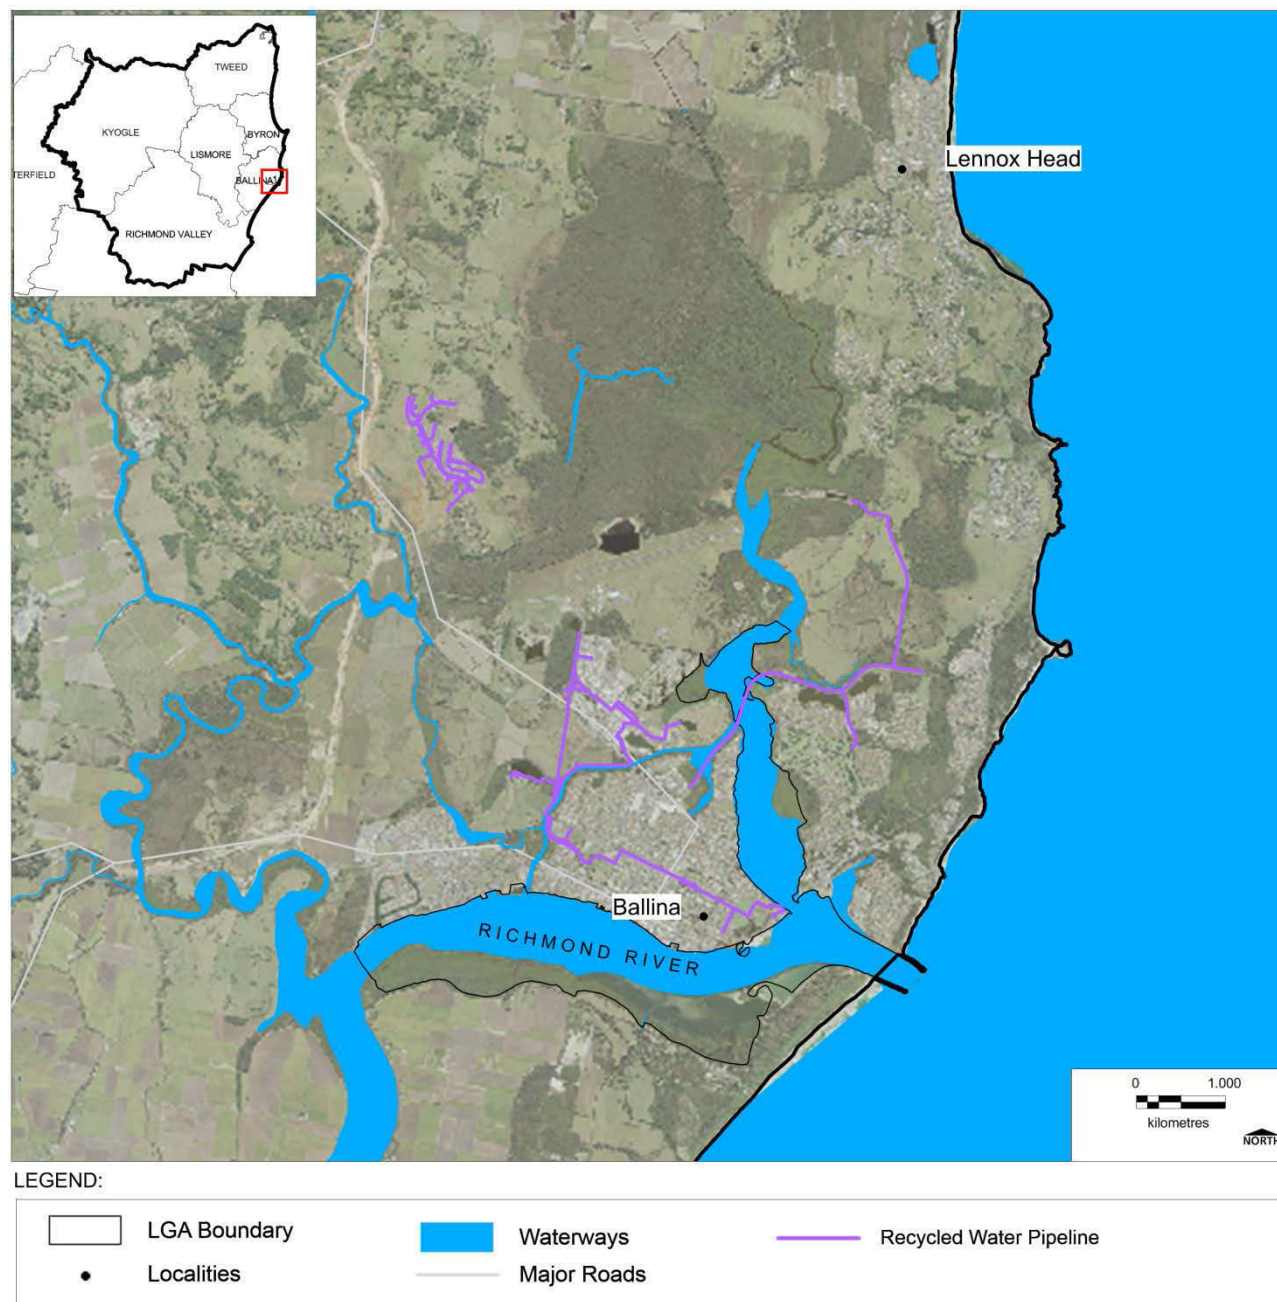 TWEED
KYOGLE
BYRON
LISMORE
TERFIELD
BALLINA
RICHMOND VALLEY
Lennox Head
Ballina
RICHMOND RIVER
0 1.000
kilometres
NORTH
LEGEND:
LGA Boundary
Waterways
Recycled Water Pipeline
Localities
Major Roads